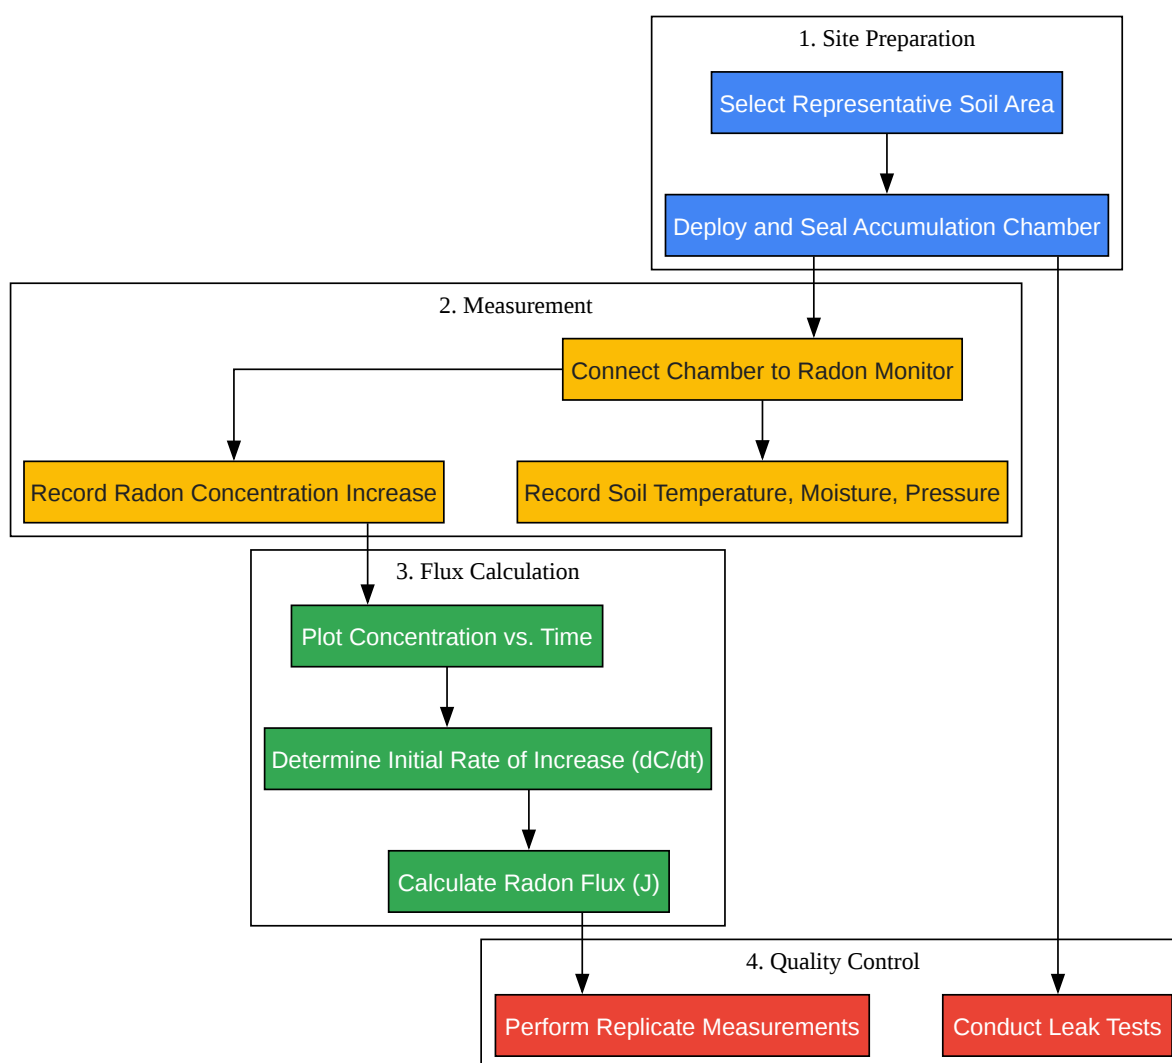 1. Site Preparation
Select Representative Soil Area
Deploy and Seal Accumulation Chamber
2. Measurement
Connect Chamber to Radon Monitor
Record Radon Concentration Increase
Record Soil Temperature, Moisture, Pressure
3. Flux Calculation
Plot Concentration vs. Time
Determine Initial Rate of Increase (dC/dt)
Calculate Radon Flux (J)
4. Quality Control
Perform Replicate Measurements
Conduct Leak Tests